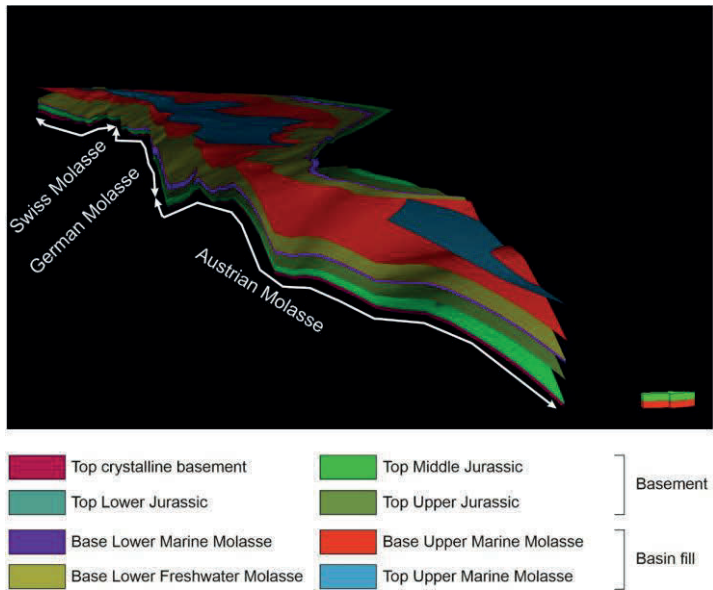 Swiss Molasse
German Molasse
Austrian Molasse
Top crystalline basement
Top Middle Jurassic
Top Lower Jurassic
Top Upper Jurassic
Basement
Base Lower Marine Molasse
Base Upper Marine Molasse
Base Lower Freshwater Molasse
Top Upper Marine Molasse
Basin fill